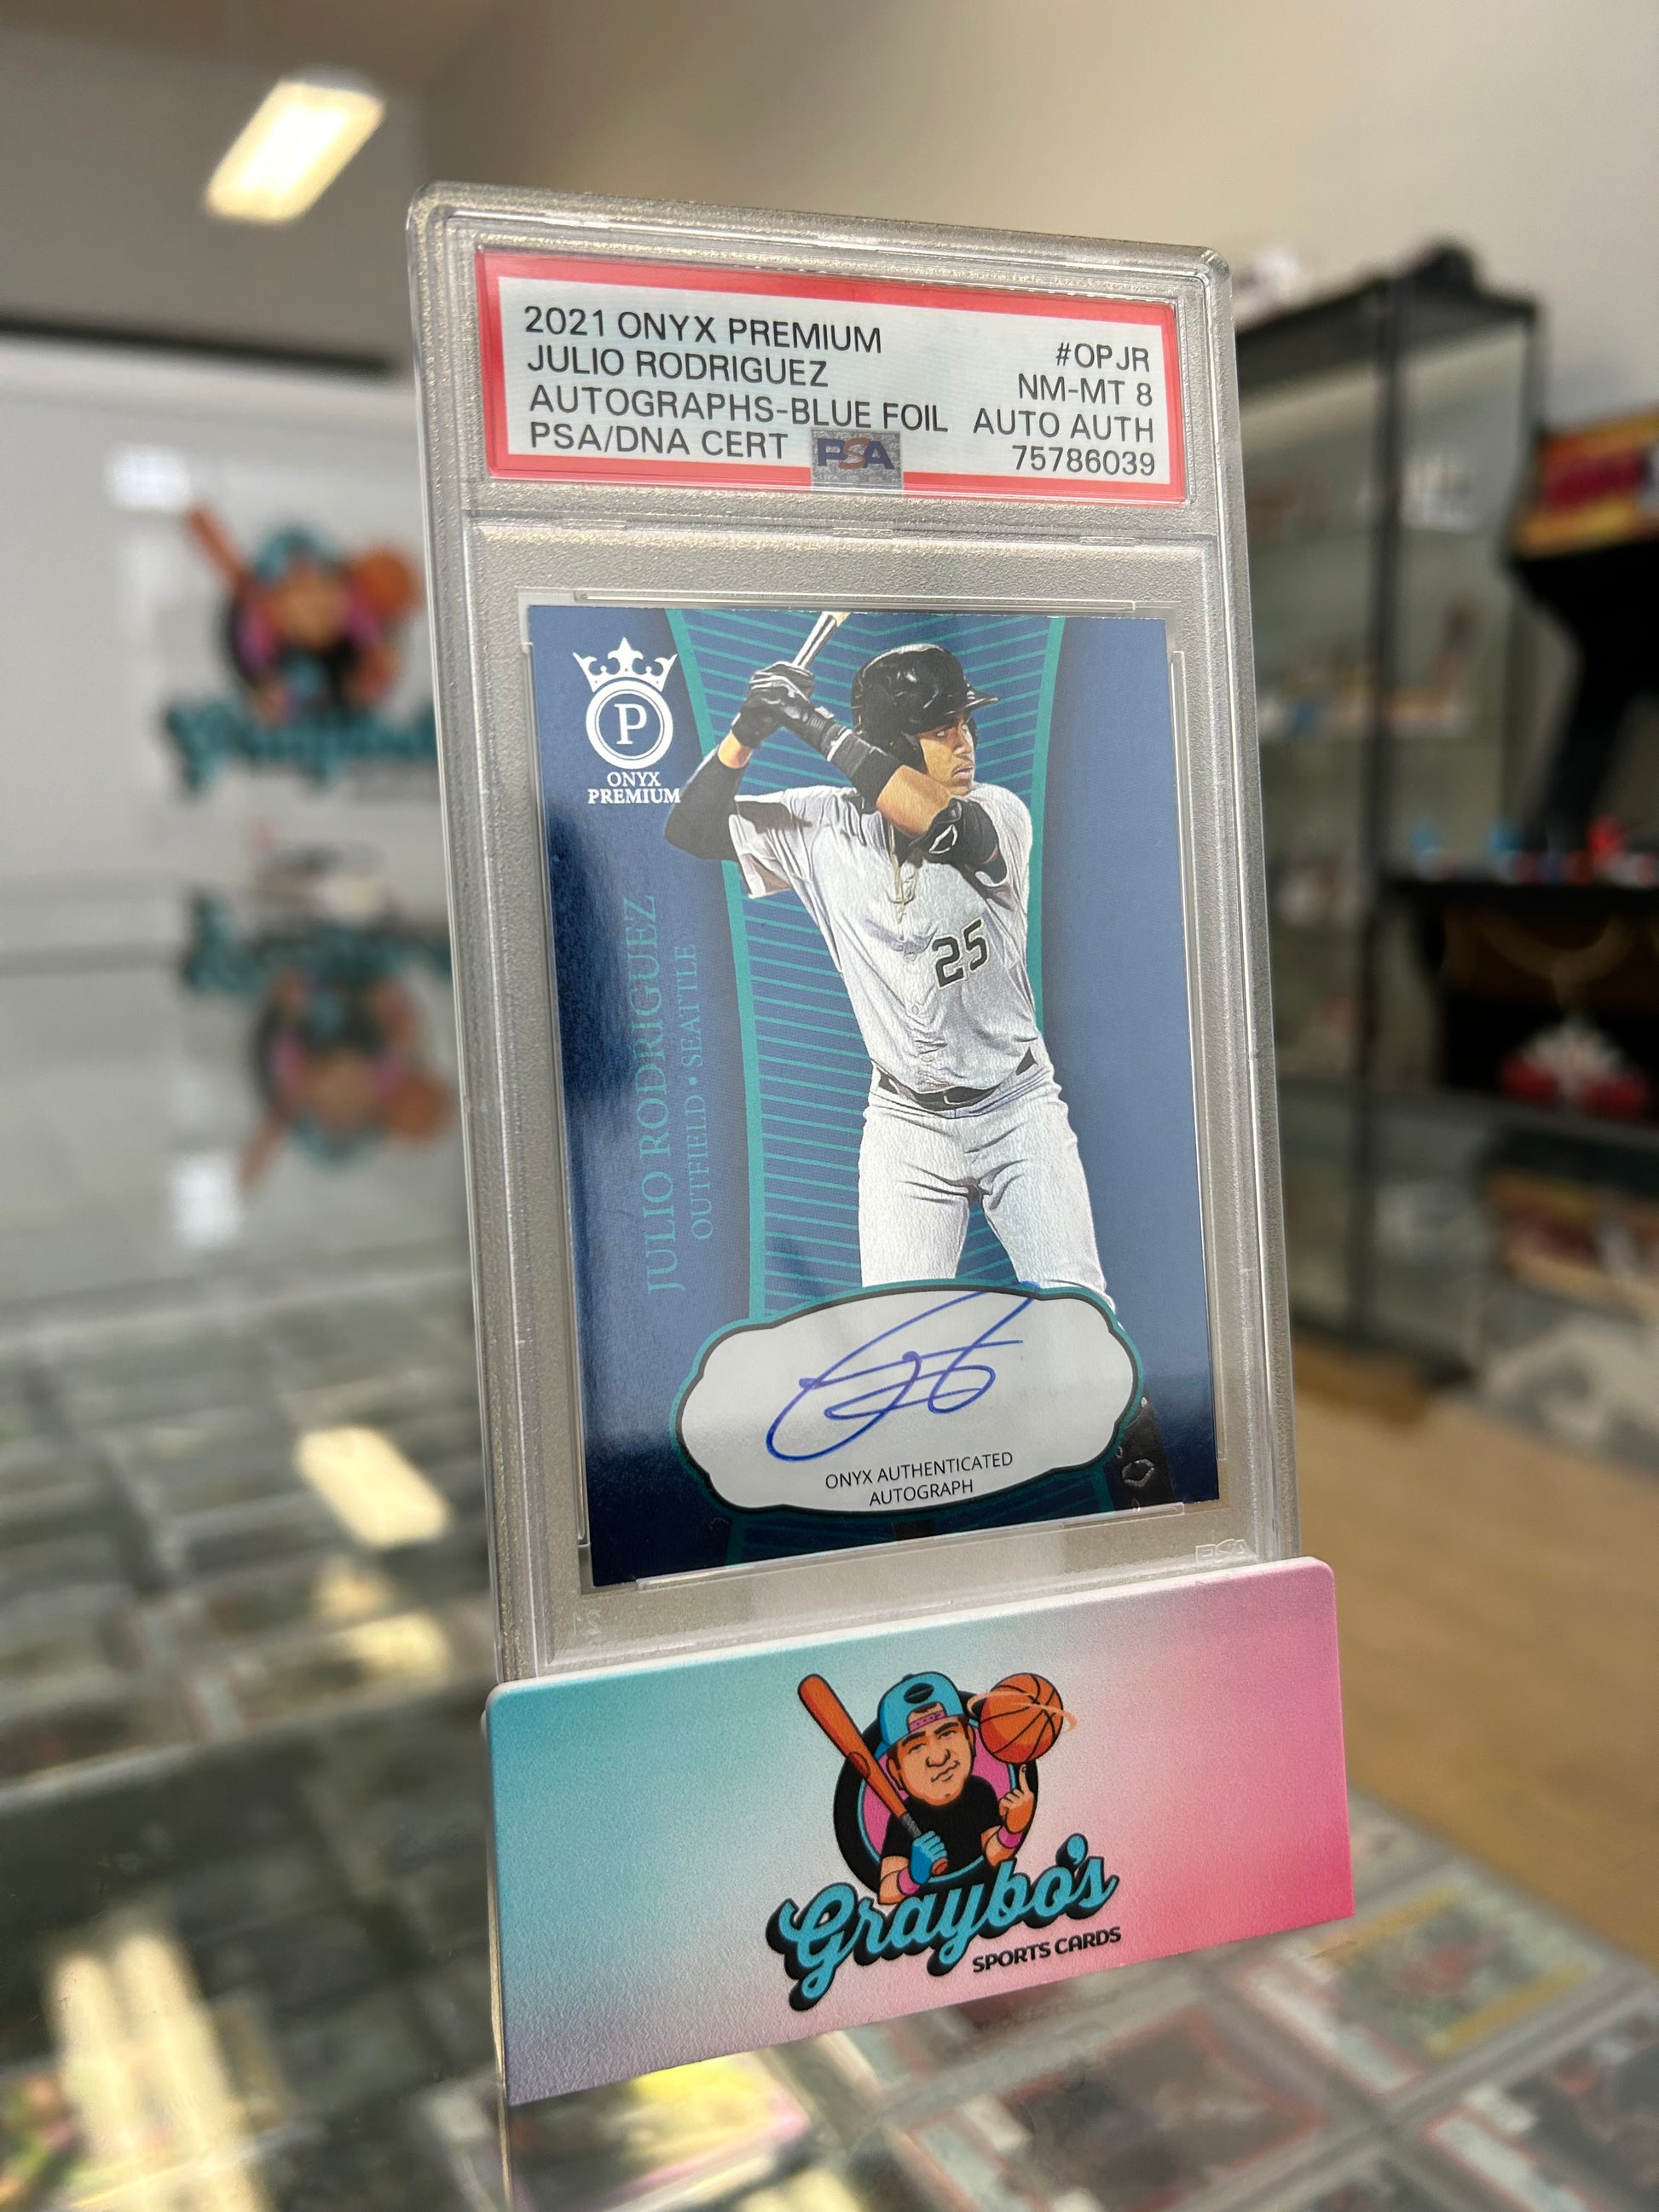 2021 ONYX PREMIUM
JULIO RODRIGUEZ #OPJR
AUTOGRAPHS-BLUE FOIL NM-MT 8
PSA/DNA CERT AUTO AUTH
PSA 75786039
P
ONYX
PREMIUM
JULIO RODRIGUEZ
OUTFIELD • SEATTLE
25
ONYX AUTHENTICATED
AUTOGRAPH
PSA
Graybo's
SPORTS CARDS